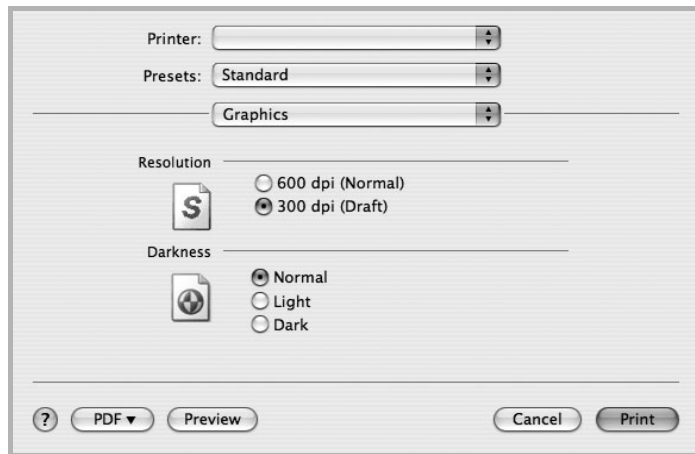 Printer:
Presets: Standard
Graphics
Resolution
600 dpi (Normal)
S
300 dpi (Draft)
Darkness
Normal
Light
Dark
? PDF Preview Cancel Print